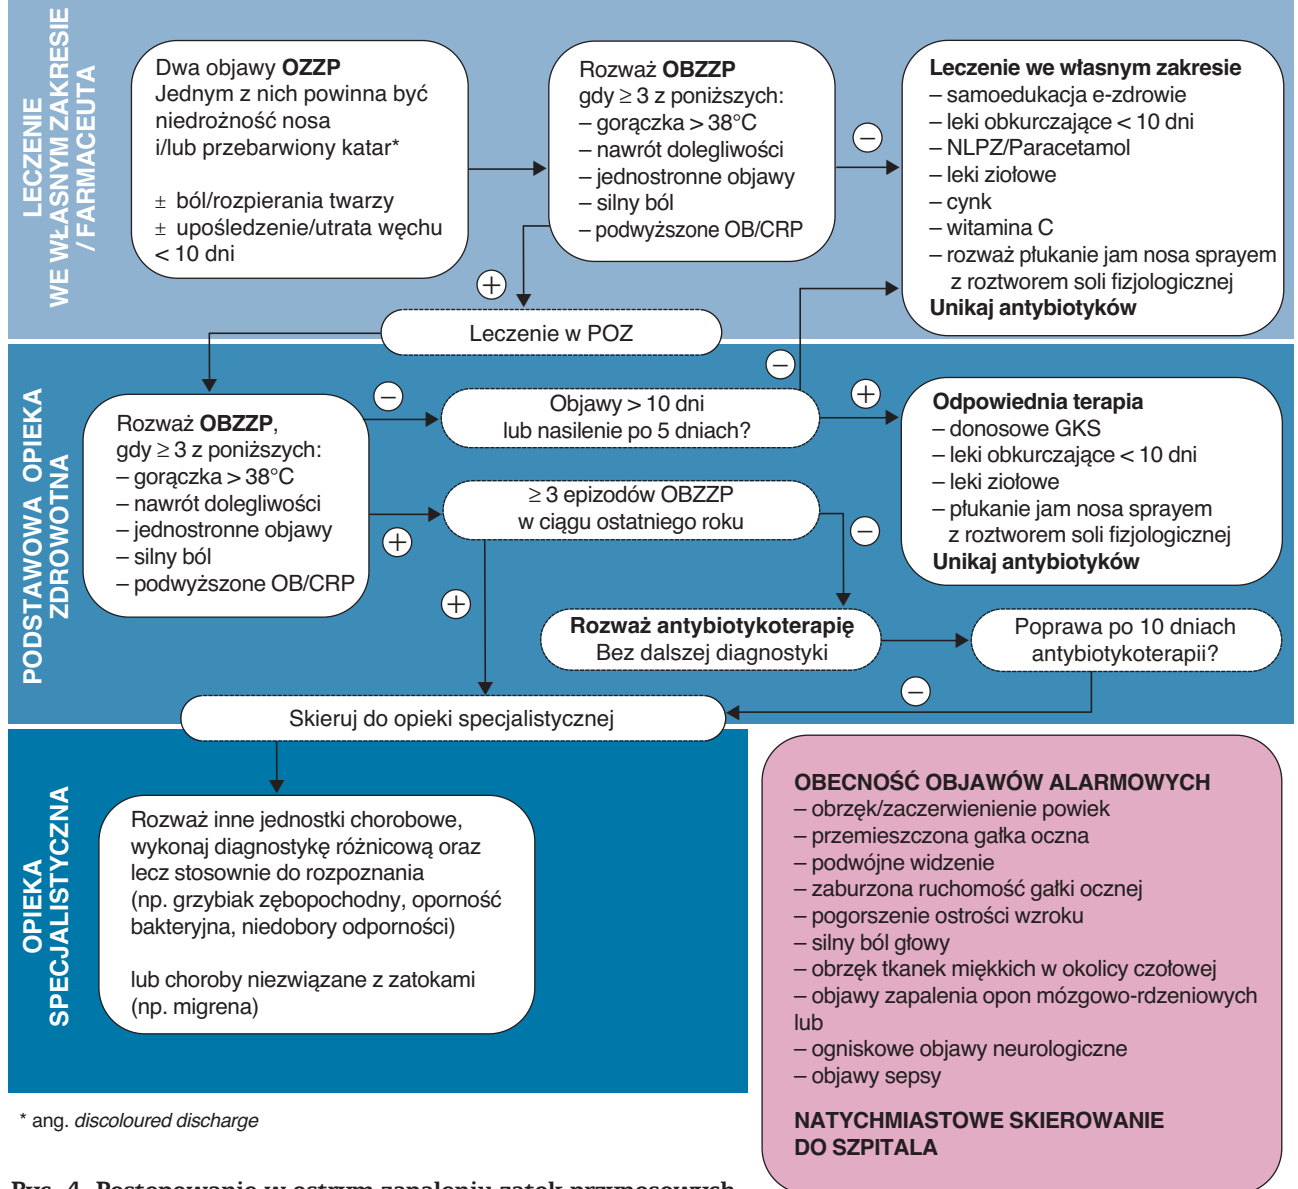 LECZENIE
WE WŁASNYM ZAKRESIE
/ FARMACEUTA
Dwa objawy OZZP
Jednym z nich powinna być
niedrożność nosa
i/lub przebarwiony katar*
± ból/rozpierania twarzy
± upośledzenie/utrata węchu
< 10 dni
Rozważ OBZZP
gdy ≥ 3 z poniższych:
– gorączka > 38°C
– nawrót dolegliwości
– jednostronne objawy
– silny ból
– podwyższone OB/CRP
−
+
Leczenie we własnym zakresie
– samoedukacja e-zdrowie
– leki obkurczające < 10 dni
– NLPZ/Paracetamol
– leki ziołowe
– cynk
– witamina C
– rozważ płukanie jam nosa sprayem
z roztworem soli fizjologicznej
Unikaj antybiotyków
Leczenie w POZ
PODSTAWOWA OPIEKA
ZDROWOTNA
Rozważ OBZZP,
gdy ≥ 3 z poniższych:
– gorączka > 38°C
– nawrót dolegliwości
– jednostronne objawy
– silny ból
– podwyższone OB/CRP
−
+
Objawy > 10 dni
lub nasilenie po 5 dniach?
−
+
Odpowiednia terapia
– donosowe GKS
– leki obkurczające < 10 dni
– leki ziołowe
– płukanie jam nosa sprayem
z roztworem soli fizjologicznej
Unikaj antybiotyków
≥ 3 epizodów OBZZP
w ciągu ostatniego roku
−
+
Rozważ antybiotykoterapię
Bez dalszej diagnostyki
Poprawa po 10 dniach
antybiotykoterapii?
−
Skieruj do opieki specjalistycznej
OPIEKA
SPECJALISTYCZNA
Rozważ inne jednostki chorobowe,
wykonaj diagnostykę różnicową oraz
lecz stosownie do rozpoznania
(np. grzybiak zębopochodny, oporność
bakteryjna, niedobory odporności)
lub choroby niezwiązane z zatokami
(np. migrena)
OBECNOŚĆ OBJAWÓW ALARMOWYCH
– obrzęk/zaczerwienienie powiek
– przemieszczona gałka oczna
– podwójne widzenie
– zaburzona ruchomość gałki ocznej
– pogorszenie ostrości wzroku
– silny ból głowy
– obrzęk tkanek miękkich w okolicy czołowej
– objawy zapalenia opon mózgowo-rdzeniowych
lub
– ogniskowe objawy neurologiczne
– objawy sepsy
NATYCHMIASTOWE SKIEROWANIE
DO SZPITALA
* ang. discoloured discharge
Ryc. 4. Postępowanie w ostrym zapaleniu zatok przynosowych